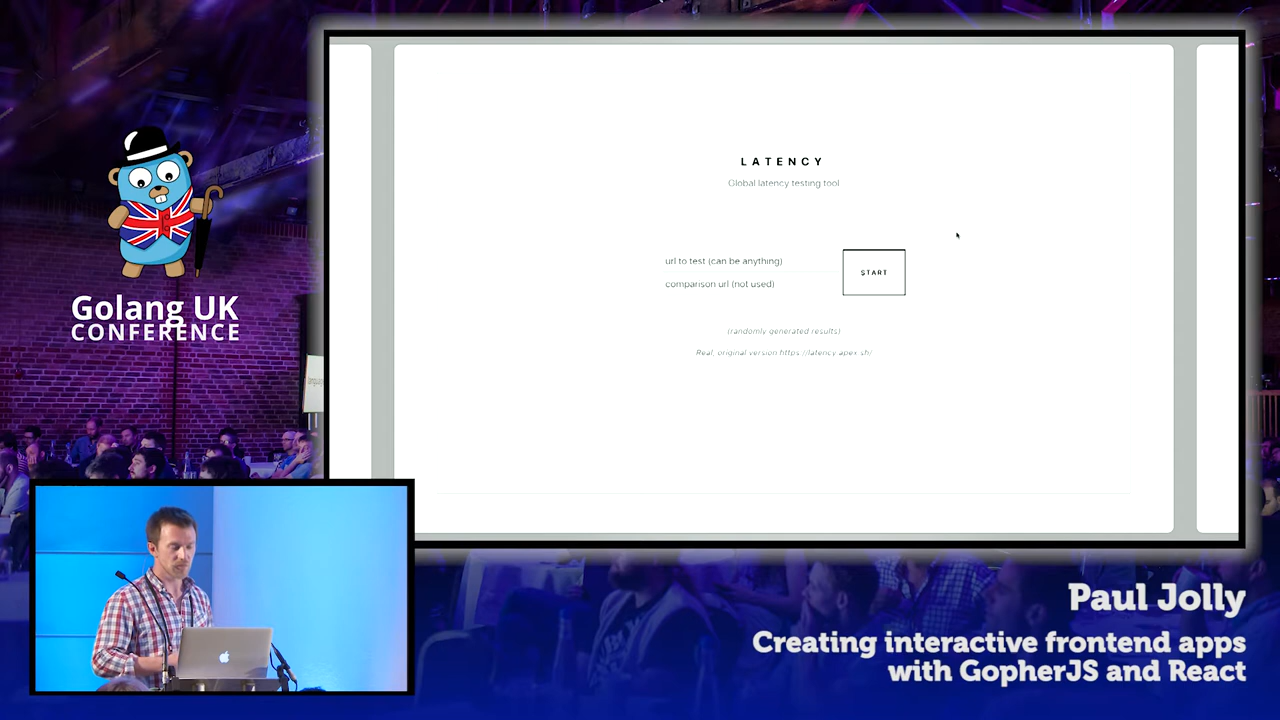 LATENCY
Global latency testing tool
url to test (can be anything)
START
comparison url (not used)
(randomly generated results)
Real, original version https://latency.apex.sh/
Golang UK
CONFERENCE
Paul Jolly
Creating interactive frontend apps
with GopherJS and React